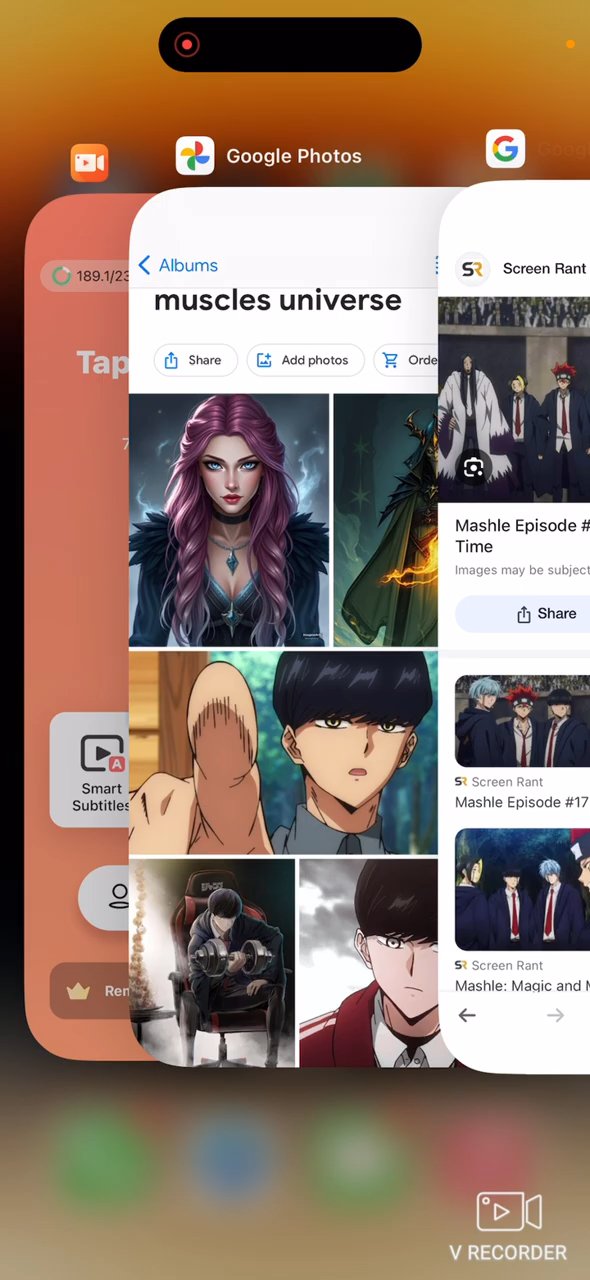 Google Photos
189.1/23
Albums
Screen Rant
muscles universe
Tap
Share
Add photos
Orde
7
Mashle Episode #
Time
Images may be subject
Share
A
Smart
Subtitles
Screen Rant
Mashle Episode #17
Screen Rant
Mashle: Magic and M
Ren
V RECORDER